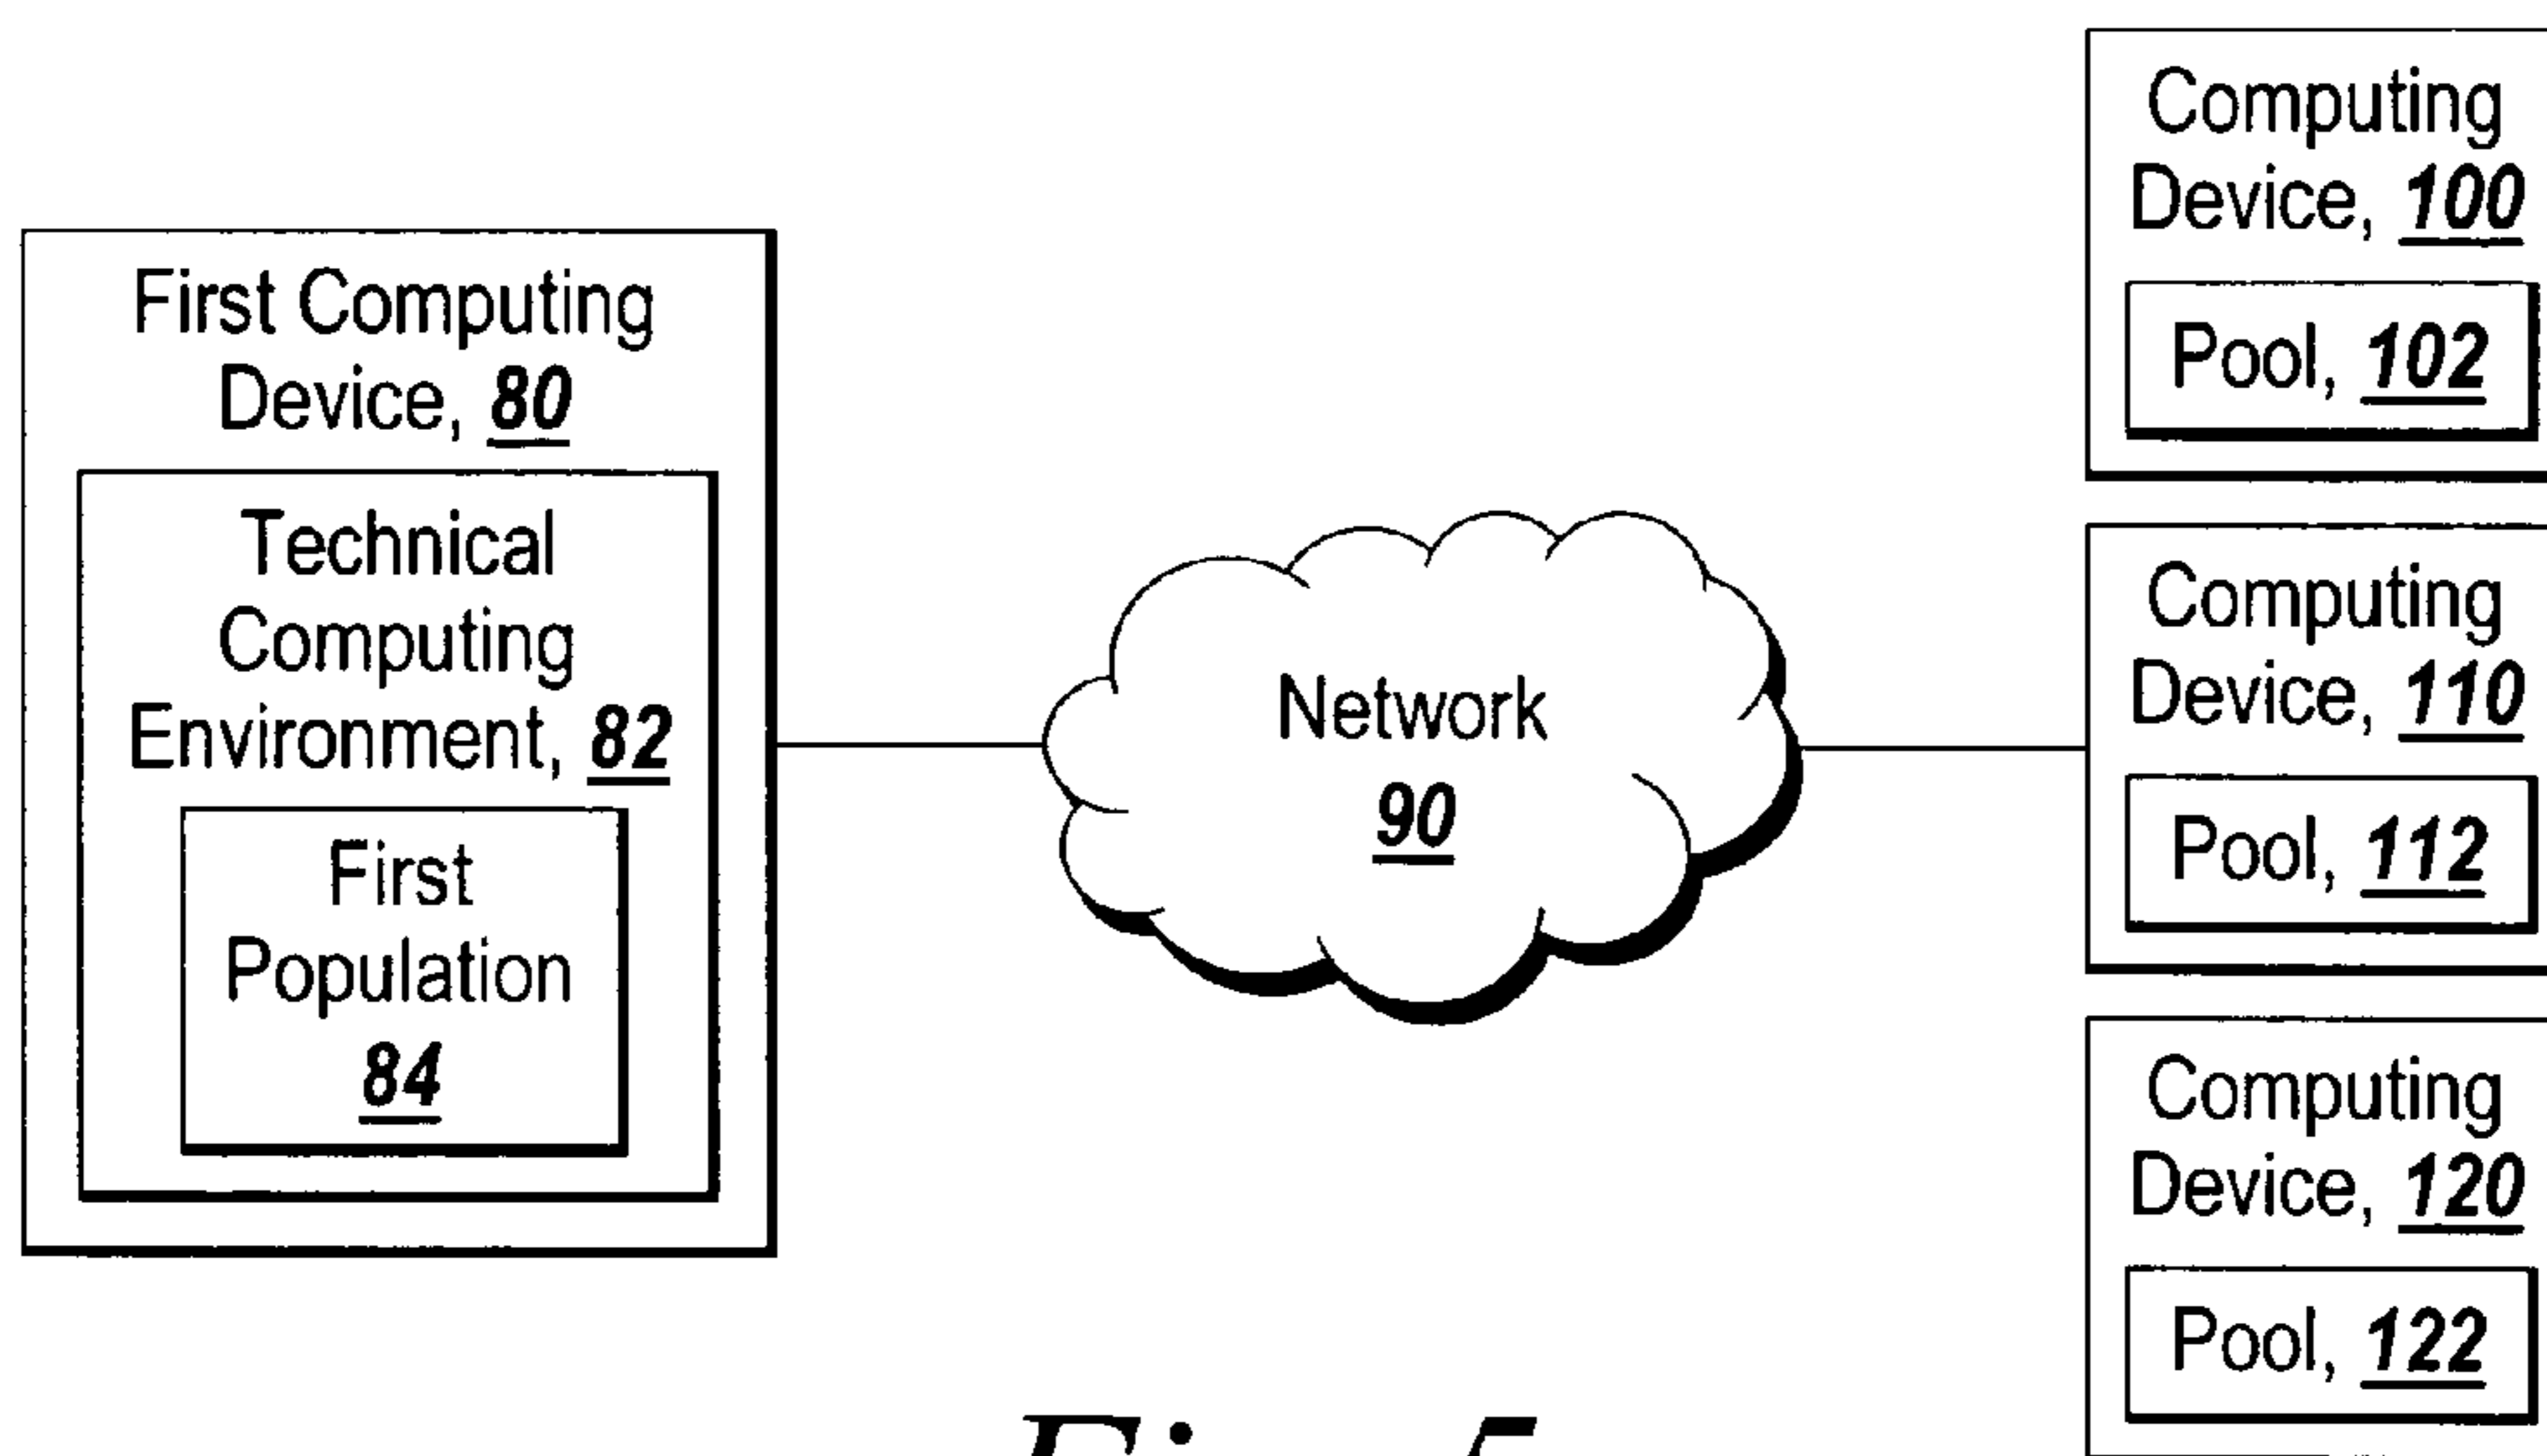 First Computing
Device, 80
Technical
Computing
Environment, 82
First
Population
84
Network
90
Computing
Device, 100
Pool, 102
Computing
Device, 110
Pool, 112
Computing
Device, 120
Pool, 122